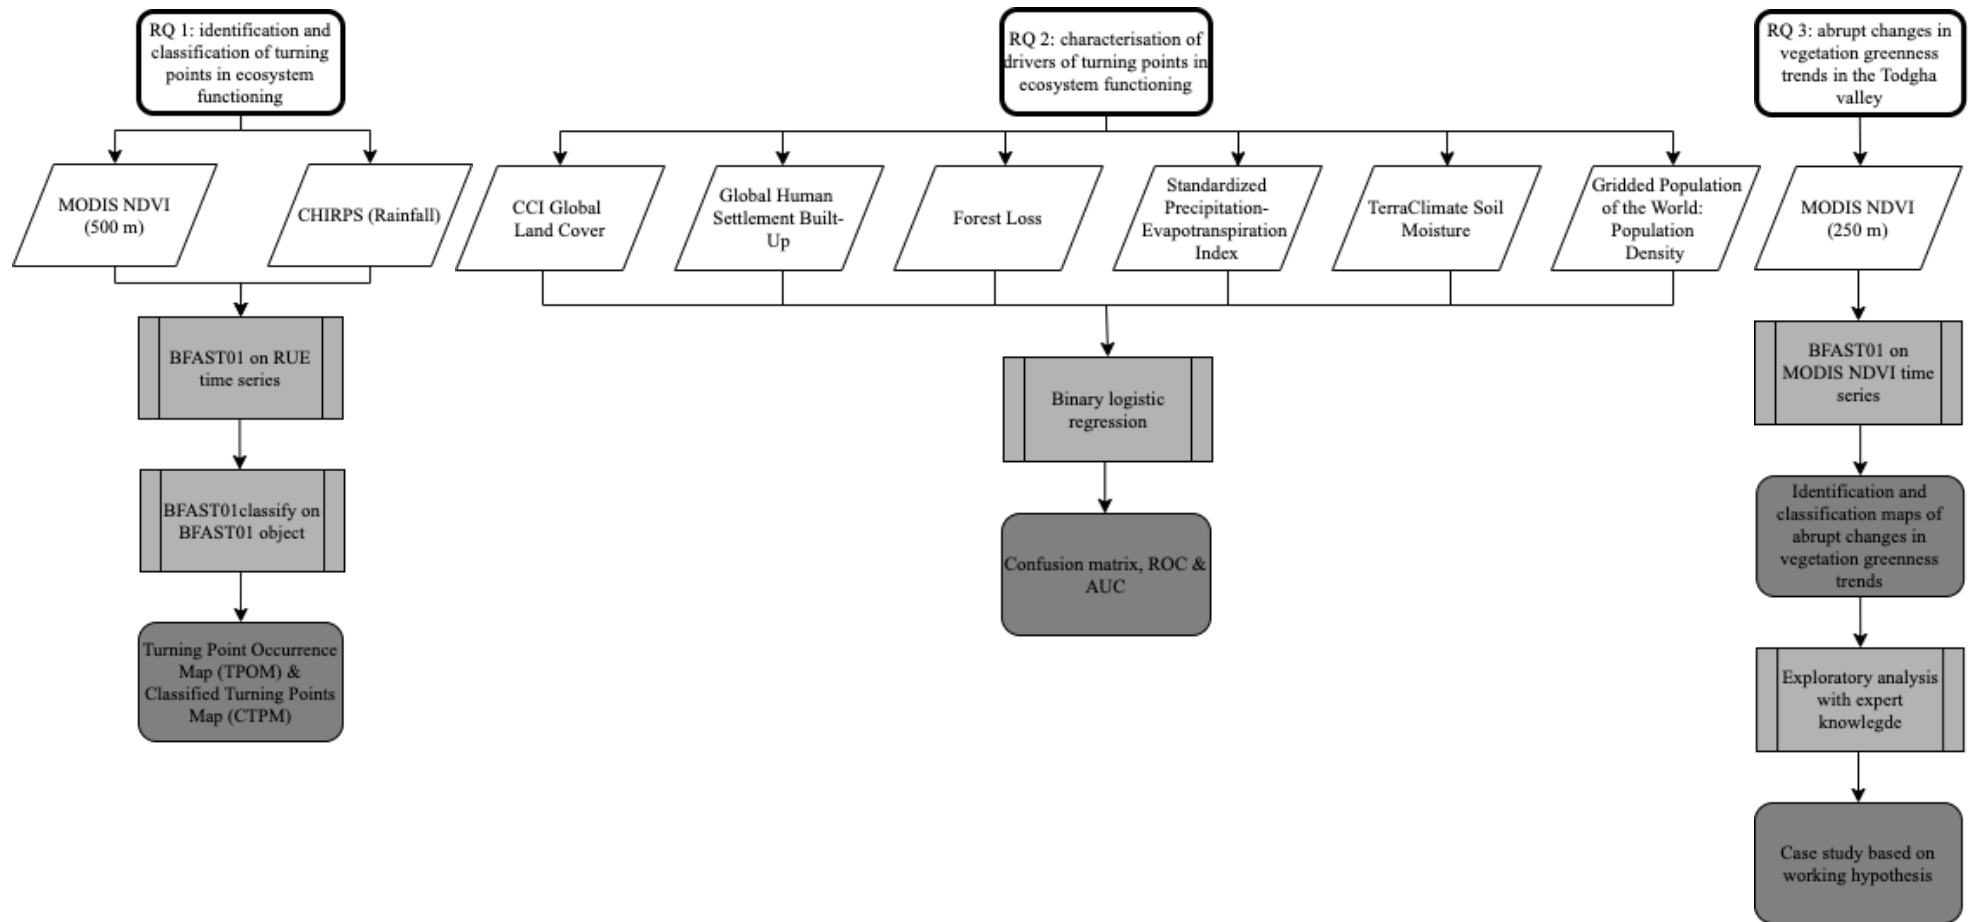 RQ 1: identification and
classification of turning
points in ecosystem
functioning
RQ 2: characterisation of
drivers of turning points in
ecosystem functioning
RQ 3: abrupt changes in
vegetation greenness
trends in the Todgha
valley
MODIS NDVI
(500 m)
CHIRPS (Rainfall)
CCI Global
Land Cover
Global Human
Settlement Built-
Up
Forest Loss
Standardized
Precipitation-
Evapotranspiration
Index
TerraClimate Soil
Moisture
Gridded Population
of the World:
Population
Density
MODIS NDVI
(250 m)
BFAST01 on RUE
time series
Binary logistic
regression
BFAST01 on
MODIS NDVI time
series
BFAST01classify on
BFAST01 object
Confusion matrix, ROC &
AUC
Identification and
classification maps of
abrupt changes in
vegetation greenness
trends
Turning Point Occurrence
Map (TPOM) &
Classified Turning Points
Map (CTPM)
Exploratory analysis
with expert
knowlegde
Case study based on
working hypothesis